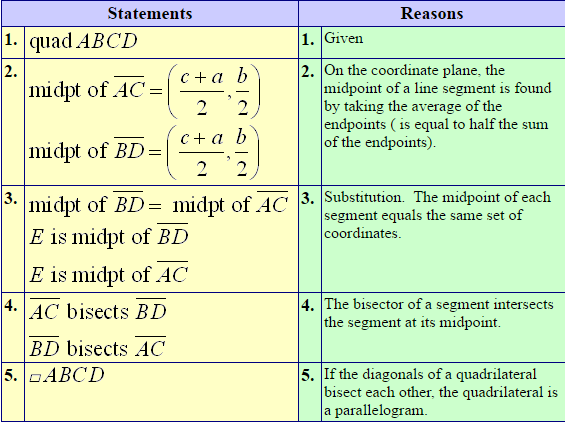 Statements Reasons
1. quad ABCD 1. Given
2. midpt of \overline{AC} = \left(\frac{c+a}{2}, \frac{b}{2}\right)
midpt of \overline{BD} = \left(\frac{c+a}{2}, \frac{b}{2}\right)
2. On the coordinate plane, the
midpoint of a line segment is found
by taking the average of the
endpoints ( is equal to half the sum
of the endpoints).
3. midpt of \overline{BD} = midpt of \overline{AC}
E is midpt of \overline{BD}
E is midpt of \overline{AC}
3. Substitution. The midpoint of each
segment equals the same set of
coordinates.
4. \overline{AC} bisects \overline{BD}
\overline{BD} bisects \overline{AC}
4. The bisector of a segment intersects
the segment at its midpoint.
5. ▱ABCD
5. If the diagonals of a quadrilateral
bisect each other, the quadrilateral is
a parallelogram.